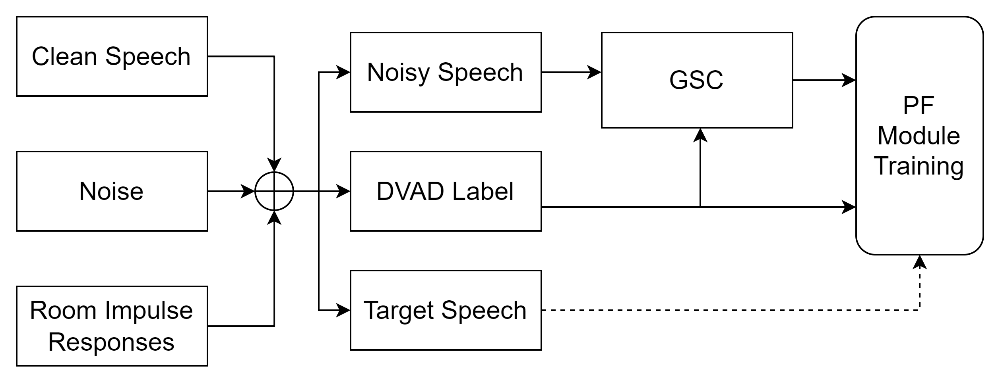 Clean Speech
Noise
Room Impulse
Responses
Noisy Speech
DVAD Label
Target Speech
GSC
PF
Module
Training